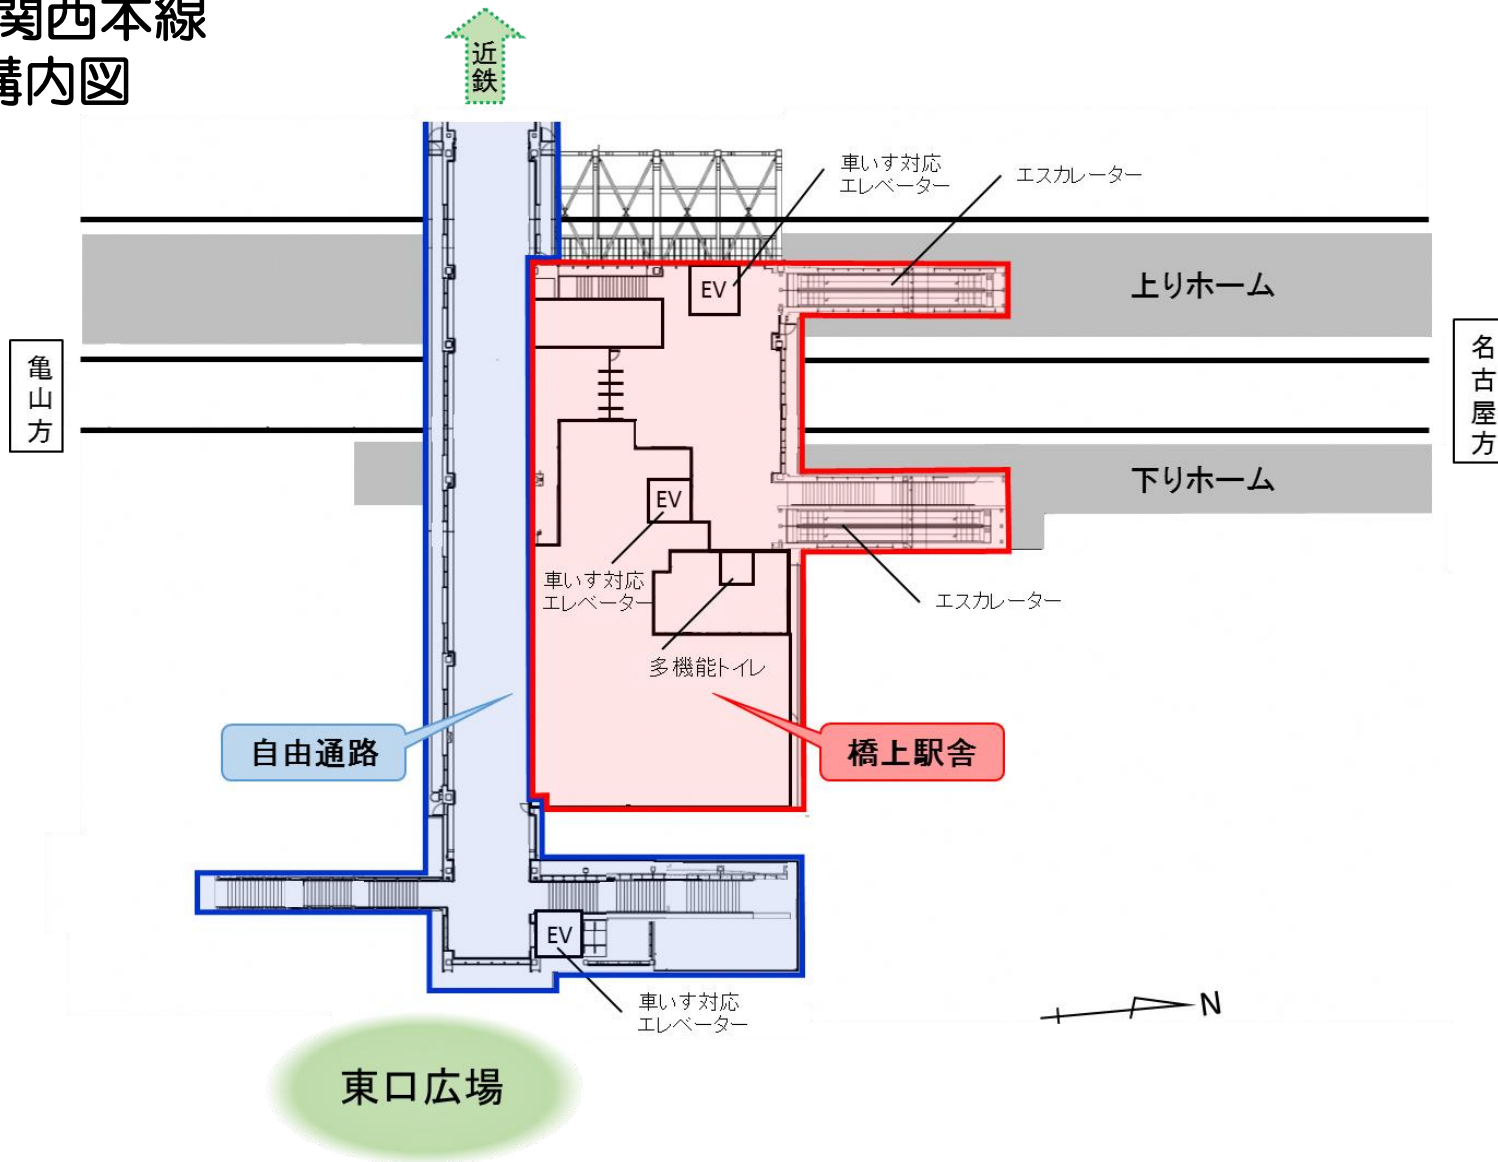 関西本線
構内図
近鉄
車いす対応
エレベーター
エスカレーター
EV
上りホーム
亀山方
名古屋方
EV
下りホーム
車いす対応
エレベーター
エスカレーター
多機能トイレ
自由通路
橋上駅舎
EV
車いす対応
エレベーター
N
東口広場